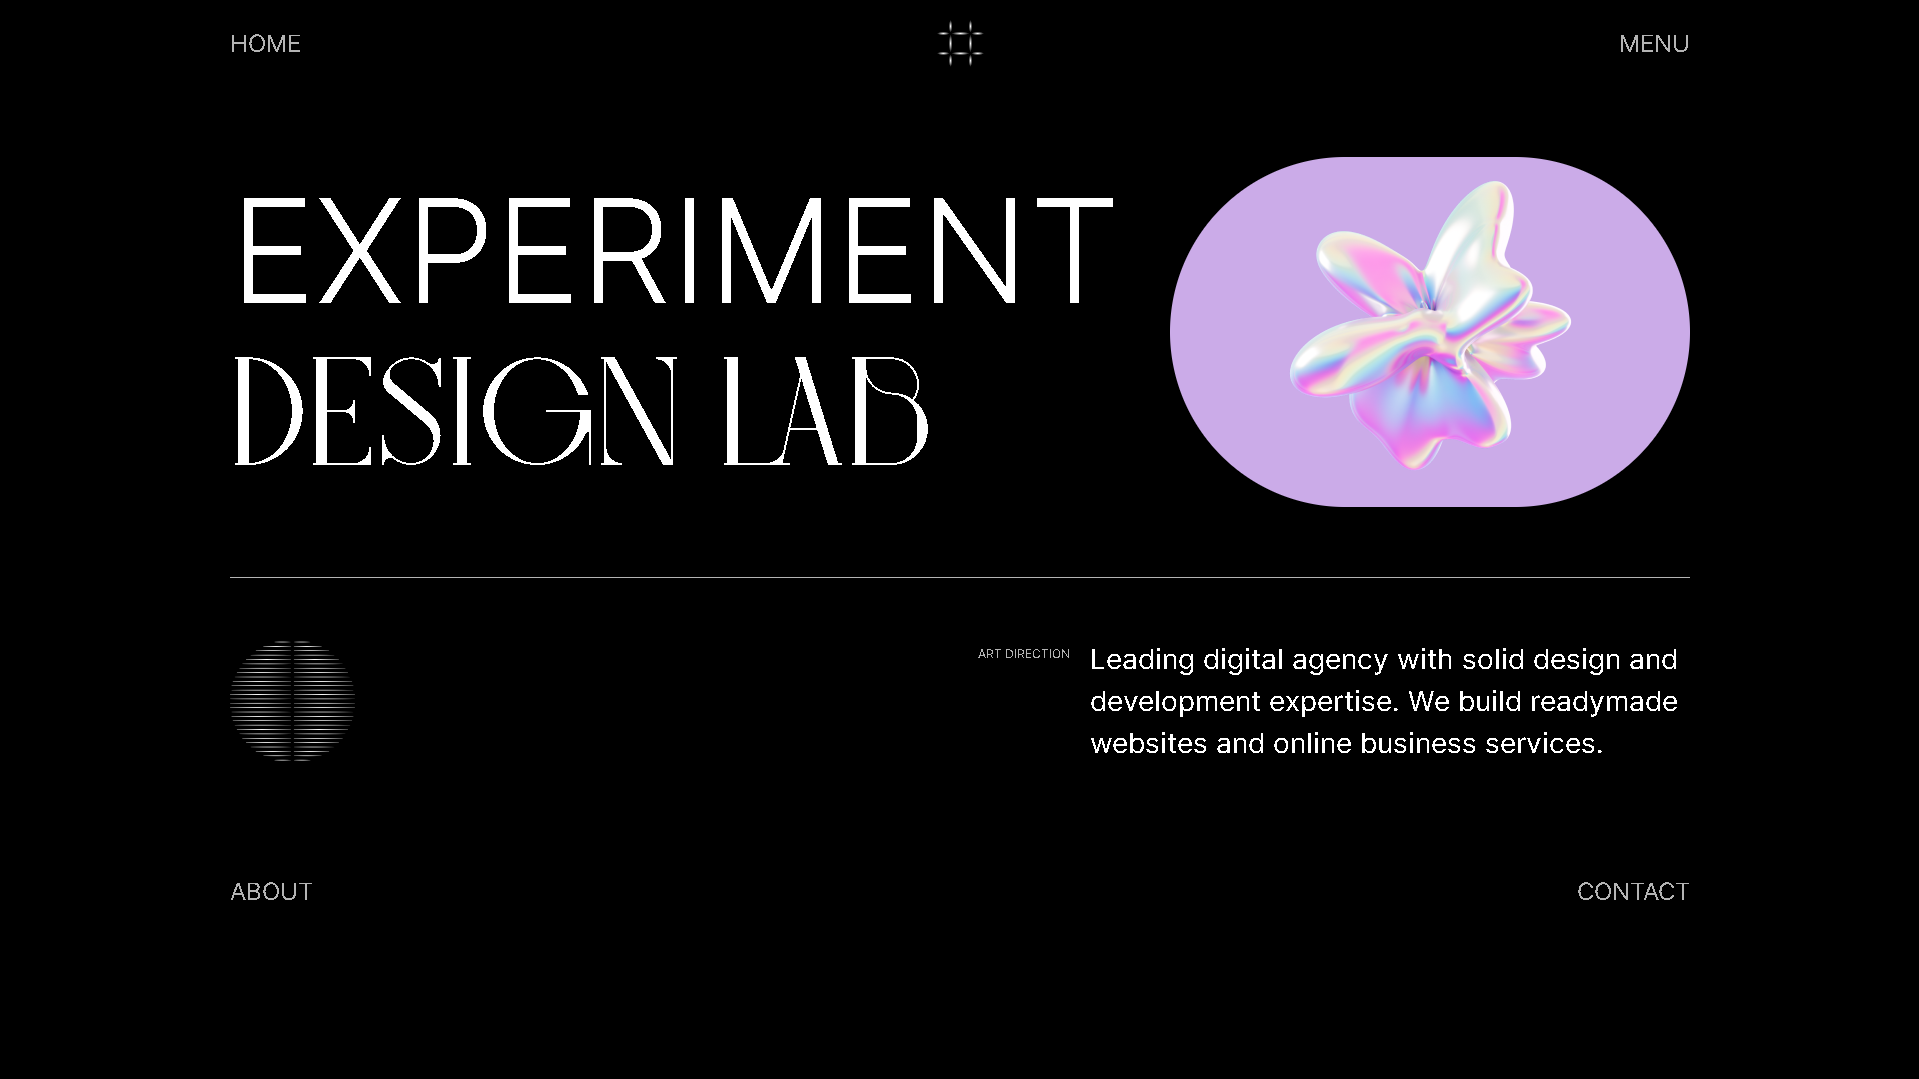 HOME
MENU
EXPERIMENT
DESIGN LAB
ART DIRECTION
Leading digital agency with solid design and
development expertise. We build readymade
websites and online business services.
ABOUT
CONTACT